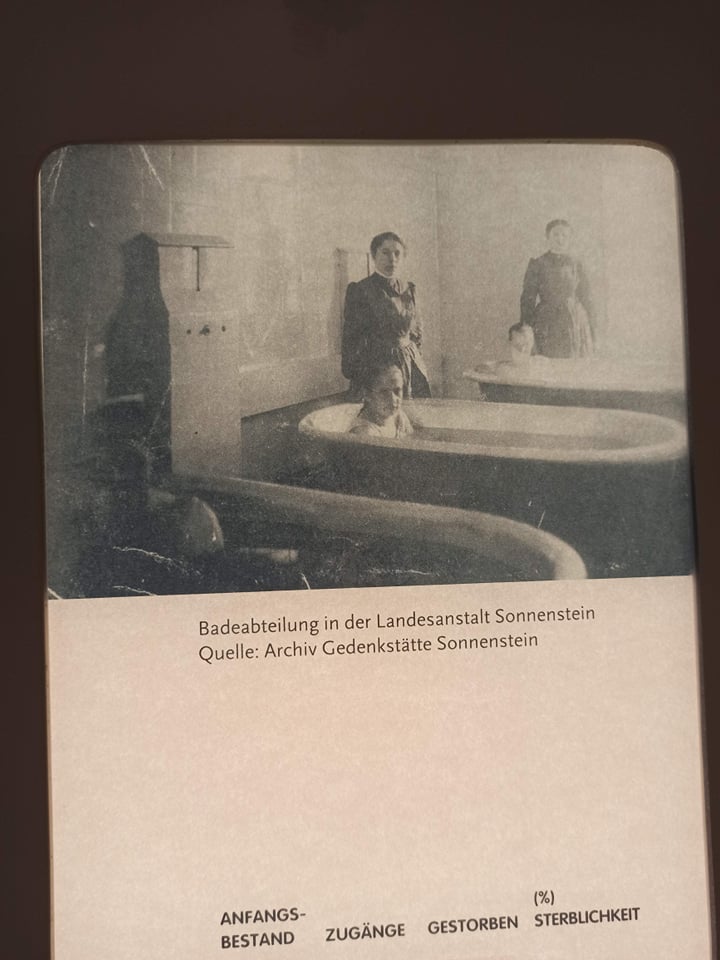 Badeabteilung in der Landesanstalt Sonnenstein
Quelle: Archiv Gedenkstätte Sonnenstein
ANFANGS-
BESTAND ZUGÄNGE GESTORBEN (%) STERBLICHKEIT